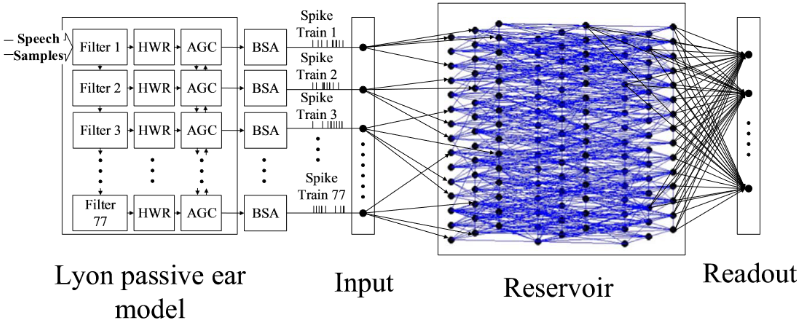 Speech
Samples
Filter 1
HWR
AGC
BSA
Spike
Train 1
Filter 2
HWR
AGC
BSA
Spike
Train 2
Filter 3
HWR
AGC
BSA
Spike
Train 3
Filter
77
HWR
AGC
BSA
Spike
Train 77
Lyon passive ear
model
Input
Reservoir
Readout